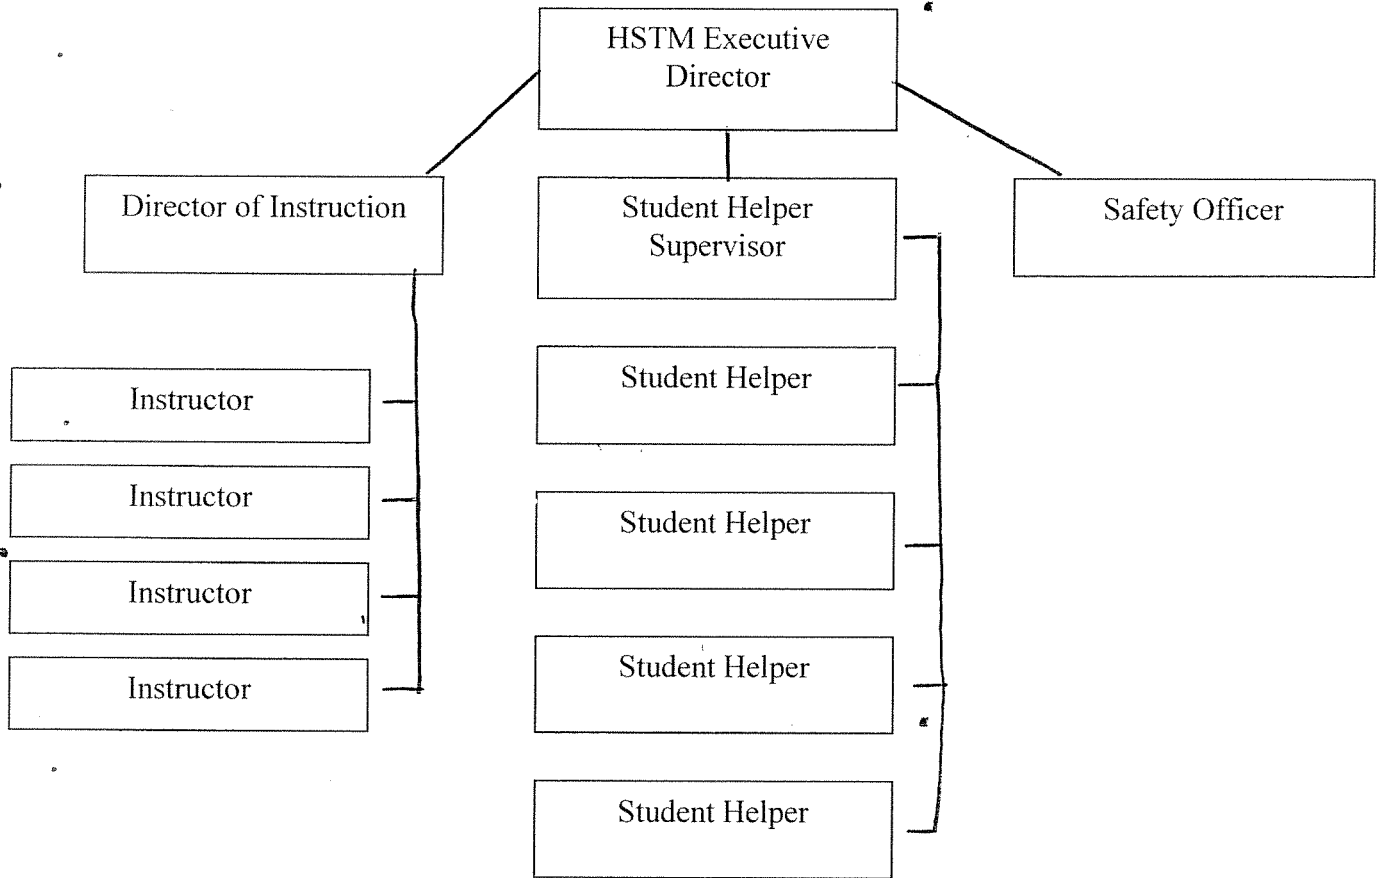 HSTM Executive
Director
Director of Instruction
Student Helper
Supervisor
Safety Officer
Instructor
Instructor
Instructor
Instructor
Student Helper
Student Helper
Student Helper
Student Helper